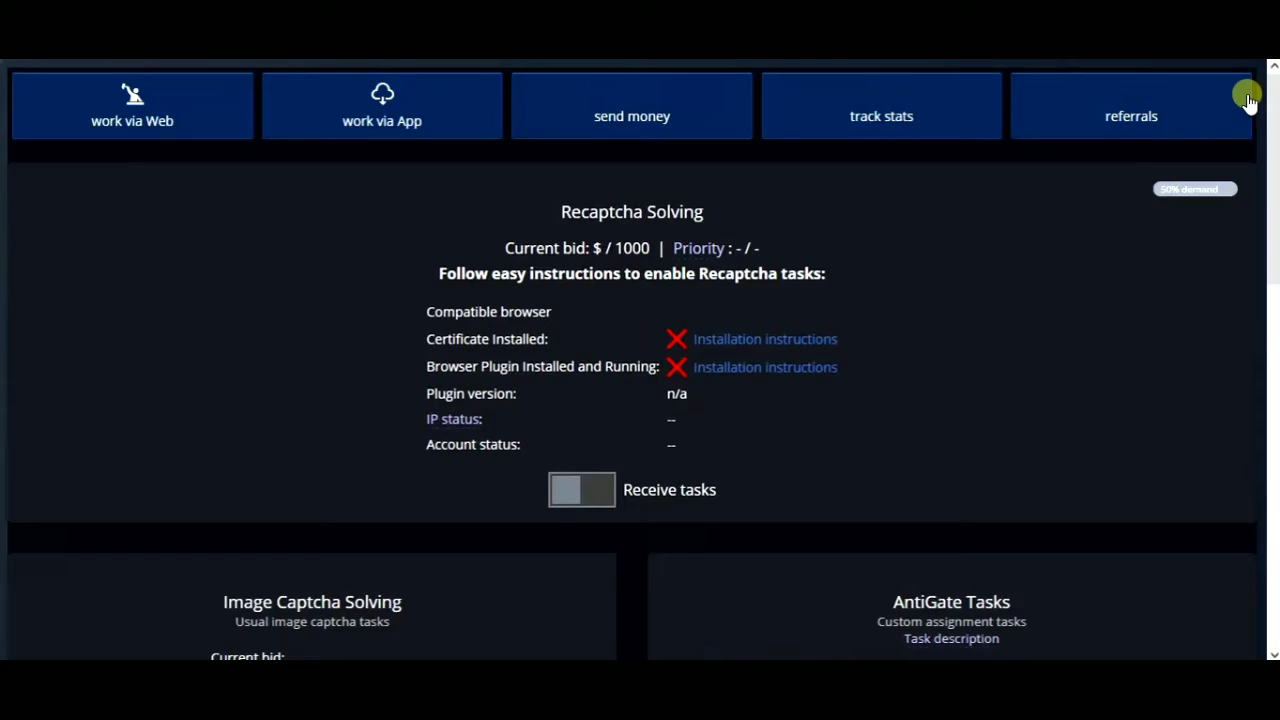 work via Web
work via App
send money
track stats
referrals
50% demand
Recaptcha Solving
Current bid: $ / 1000 | Priority : - / -
Follow easy instructions to enable Recaptcha tasks:
Compatible browser
Certificate Installed: Installation instructions
Browser Plugin Installed and Running: Installation instructions
Plugin version: n/a
IP status: --
Account status: --
Receive tasks
Image Captcha Solving
Usual image captcha tasks
Current bid:
AntiGate Tasks
Custom assignment tasks
Task description